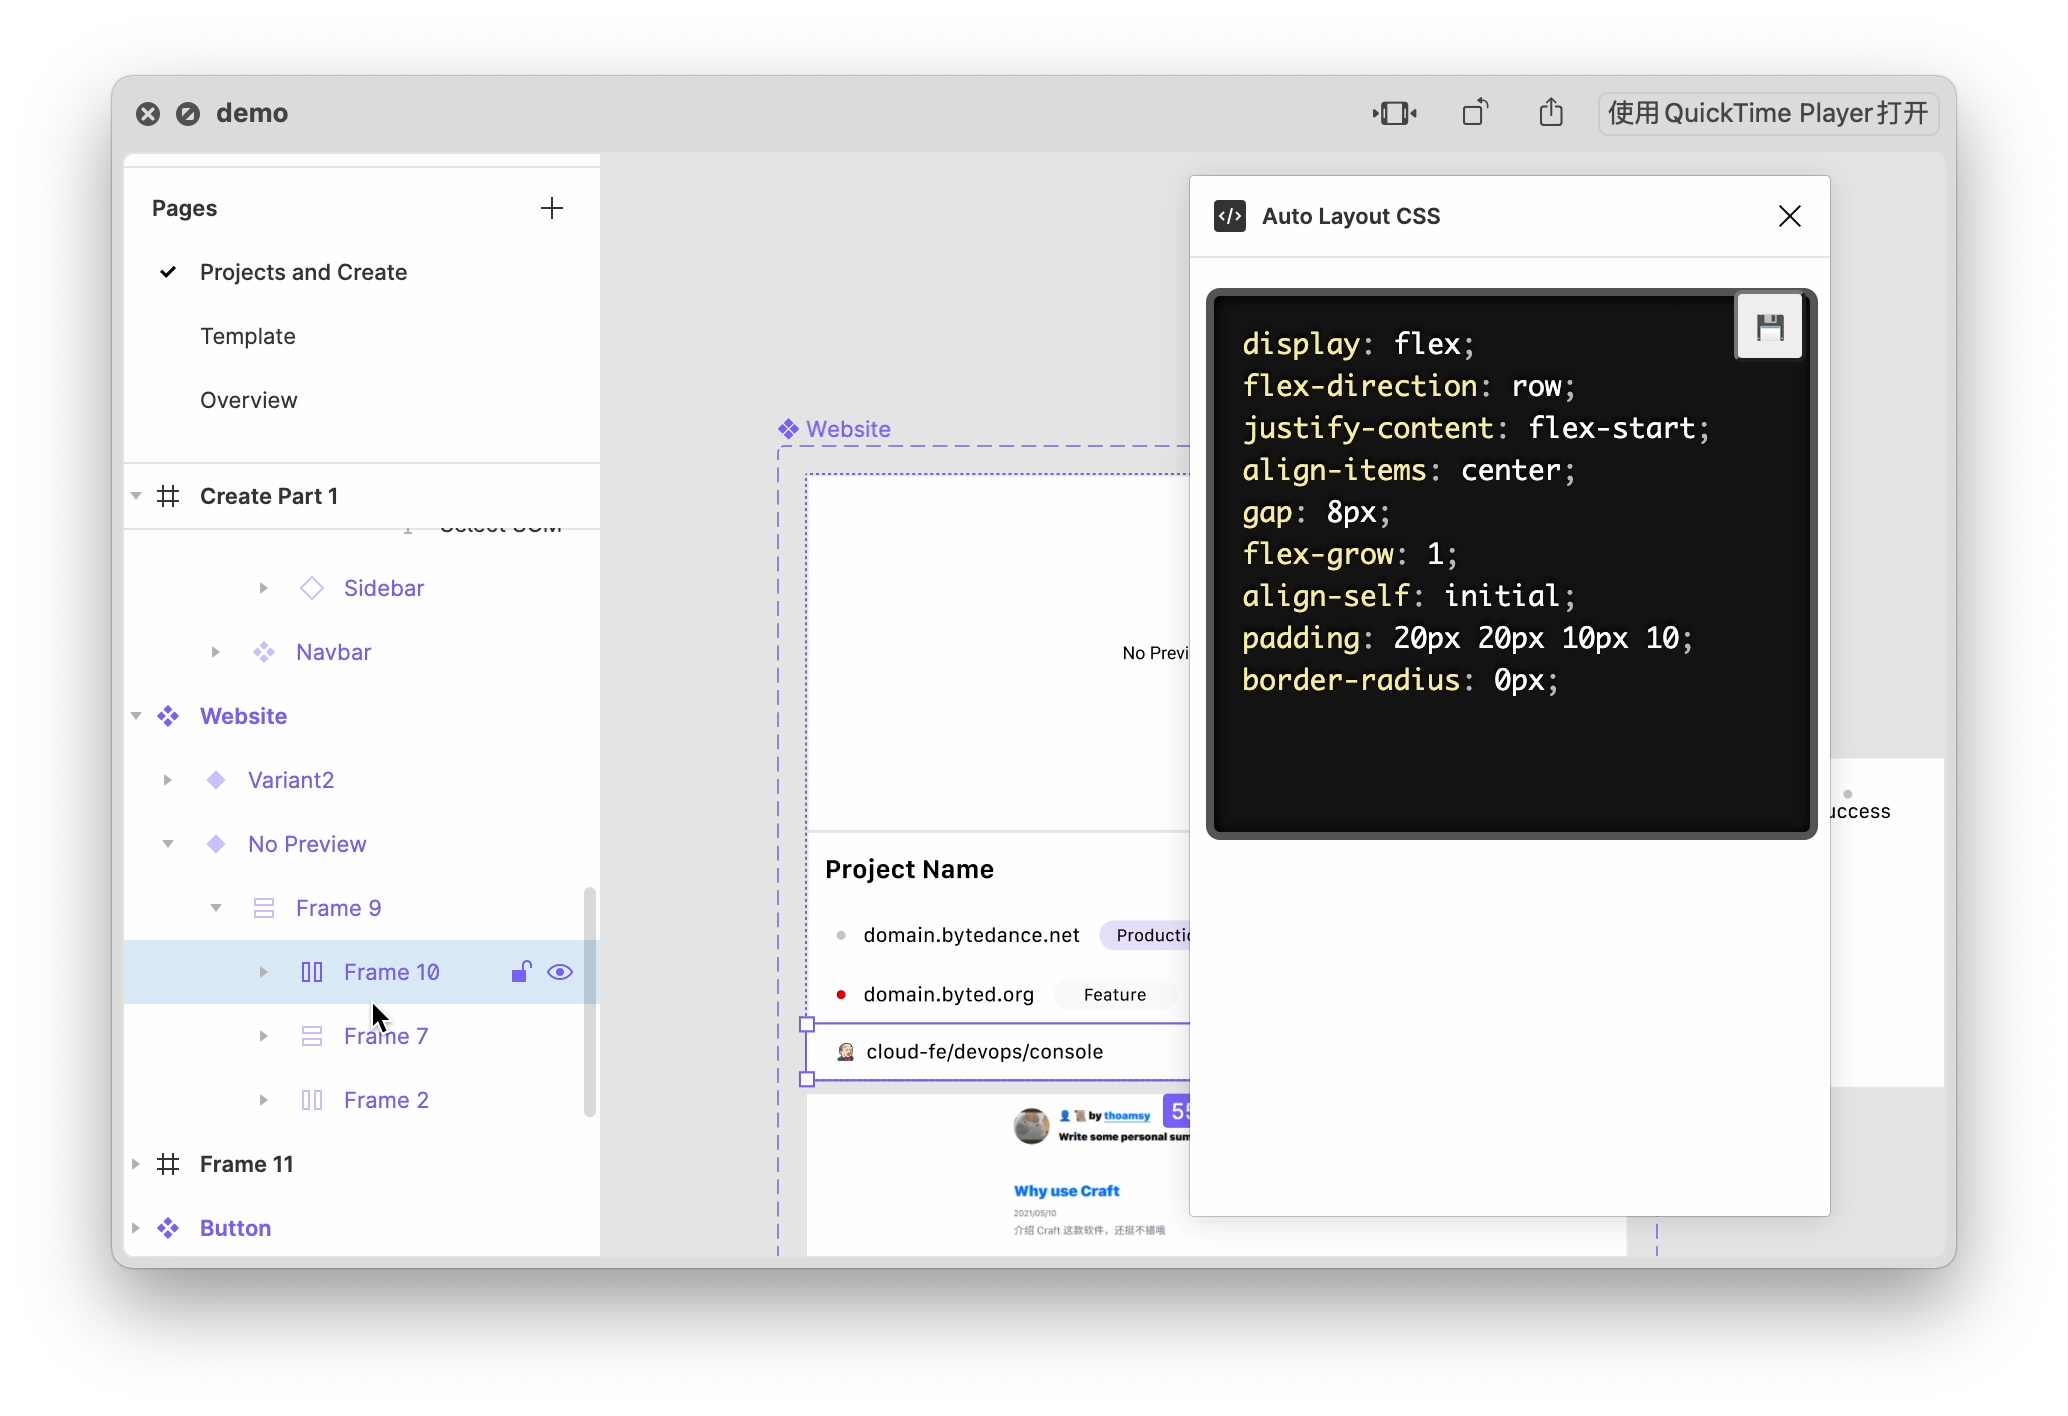 demo
使用QuickTime Player打开
Pages
Projects and Create
Template
Overview
Create Part 1
Sidebar
Navbar
Website
Variant2
No Preview
Frame 9
Frame 10
Frame 7
Frame 2
Frame 11
Button
Website
No Previ
Project Name
domain.bytedance.net Producti
domain.byted.org Feature
cloud-fe/devops/console
by thoamsy
55
Write some personal sum
Why use Craft
2021/05/10
介绍 Craft 这款软件，还挺不错哦
Auto Layout CSS
display: flex;
flex-direction: row;
justify-content: flex-start;
align-items: center;
gap: 8px;
flex-grow: 1;
align-self: initial;
padding: 20px 20px 10px 10;
border-radius: 0px;
uccess